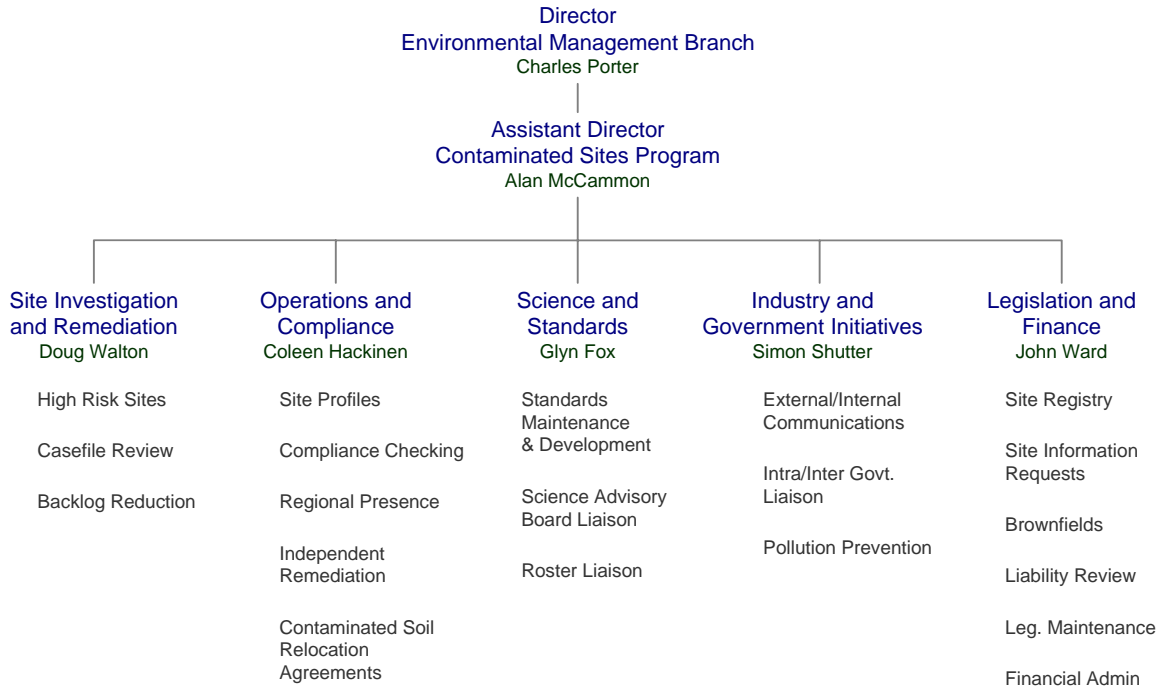 Director
Environmental Management Branch
Charles Porter
Assistant Director
Contaminated Sites Program
Alan McCammon
Site Investigation
and Remediation
Doug Walton
High Risk Sites
Casefile Review
Backlog Reduction
Operations and
Compliance
Coleen Hackinen
Site Profiles
Compliance Checking
Regional Presence
Independent
Remediation
Contaminated Soil
Relocation
Agreements
Science and
Standards
Glyn Fox
Standards
Maintenance
& Development
Science Advisory
Board Liaison
Roster Liaison
Industry and
Government Initiatives
Simon Shutter
External/Internal
Communications
Intra/Inter Govt.
Liaison
Pollution Prevention
Legislation and
Finance
John Ward
Site Registry
Site Information
Requests
Brownfields
Liability Review
Leg. Maintenance
Financial Admin